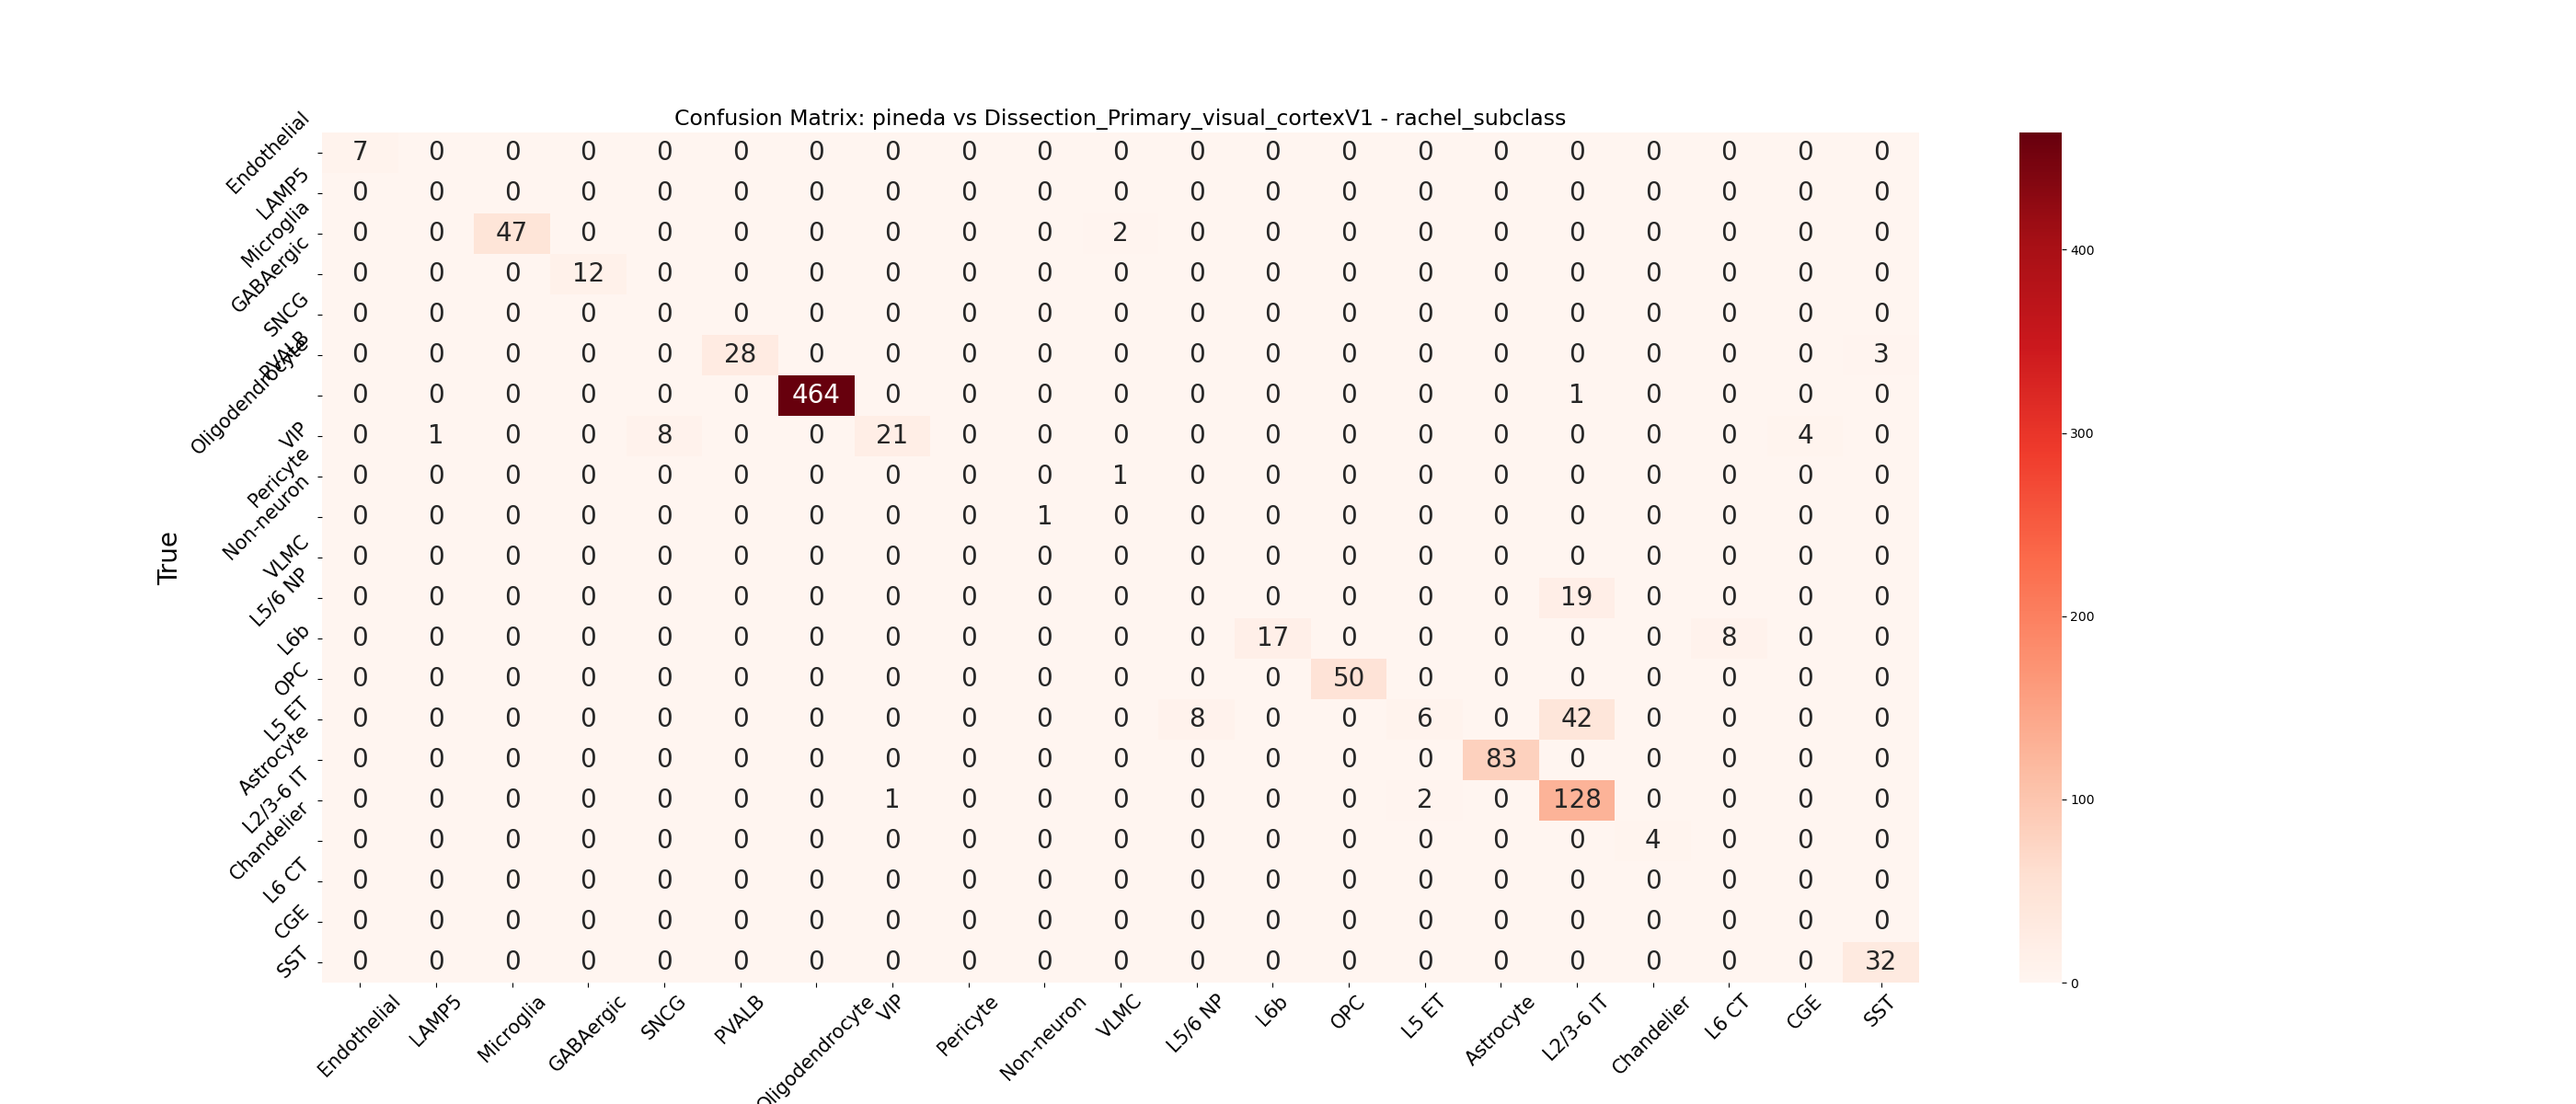 Confusion Matrix: pineda vs Dissection_Primary_visual_cortexV1 - rachel_subclass
True
Endothelial 7 0 0 0 0 0 0 0 0 0 0 0 0 0 0 0 0 0 0 0 0
LAMP5 0 0 0 0 0 0 0 0 0 0 0 0 0 0 0 0 0 0 0 0 0
Microglia 0 0 47 0 0 0 0 0 0 0 2 0 0 0 0 0 0 0 0 0 0
GABAergic 0 0 0 12 0 0 0 0 0 0 0 0 0 0 0 0 0 0 0 0 0
SNCG 0 0 0 0 0 0 0 0 0 0 0 0 0 0 0 0 0 0 0 0 0
PVALB 0 0 0 0 0 28 0 0 0 0 0 0 0 0 0 0 0 0 0 0 3
Oligodendrocyte 0 0 0 0 0 0 464 0 0 0 0 0 0 0 0 0 1 0 0 0 0
VIP 0 1 0 0 8 0 0 21 0 0 0 0 0 0 0 0 0 0 0 4 0
Pericyte 0 0 0 0 0 0 0 0 0 0 1 0 0 0 0 0 0 0 0 0 0
Non-neuron 0 0 0 0 0 0 0 0 0 1 0 0 0 0 0 0 0 0 0 0 0
VLMC 0 0 0 0 0 0 0 0 0 0 0 0 0 0 0 0 0 0 0 0 0
L5/6 NP 0 0 0 0 0 0 0 0 0 0 0 0 0 0 0 0 19 0 0 0 0
L6b 0 0 0 0 0 0 0 0 0 0 0 0 17 0 0 0 0 0 8 0 0
OPC 0 0 0 0 0 0 0 0 0 0 0 0 0 50 0 0 0 0 0 0 0
L5 ET 0 0 0 0 0 0 0 0 0 0 0 8 0 0 6 0 42 0 0 0 0
Astrocyte 0 0 0 0 0 0 0 0 0 0 0 0 0 0 0 83 0 0 0 0 0
L2/3-6 IT 0 0 0 0 0 0 0 1 0 0 0 0 0 0 2 0 128 0 0 0 0
Chandelier 0 0 0 0 0 0 0 0 0 0 0 0 0 0 0 0 0 4 0 0 0
L6 CT 0 0 0 0 0 0 0 0 0 0 0 0 0 0 0 0 0 0 0 0 0
CGE 0 0 0 0 0 0 0 0 0 0 0 0 0 0 0 0 0 0 0 0 0
SST 0 0 0 0 0 0 0 0 0 0 0 0 0 0 0 0 0 0 0 0 32
Endothelial LAMP5 Microglia GABAergic SNCG PVALB Oligodendrocyte VIP Pericyte Non-neuron VLMC L5/6 NP L6b OPC L5 ET Astrocyte L2/3-6 IT Chandelier L6 CT CGE SST
400
300
200
100
0